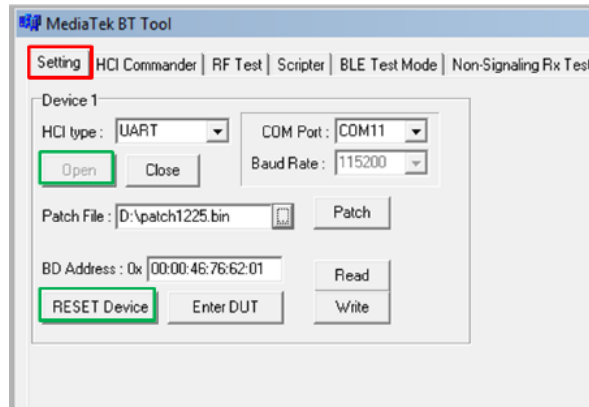 MediaTek BT Tool
Setting HCI Commander RF Test Scripter BLE Test Mode Non-Signaling Rx Test
Device 1
HCI type : UART COM Port : COM11
Open Close Baud Rate : 115200
Patch File : D:\patch1225.bin ... Patch
BD Address : 0x 00:00:46:76:62:01 Read
RESET Device Enter DUT Write